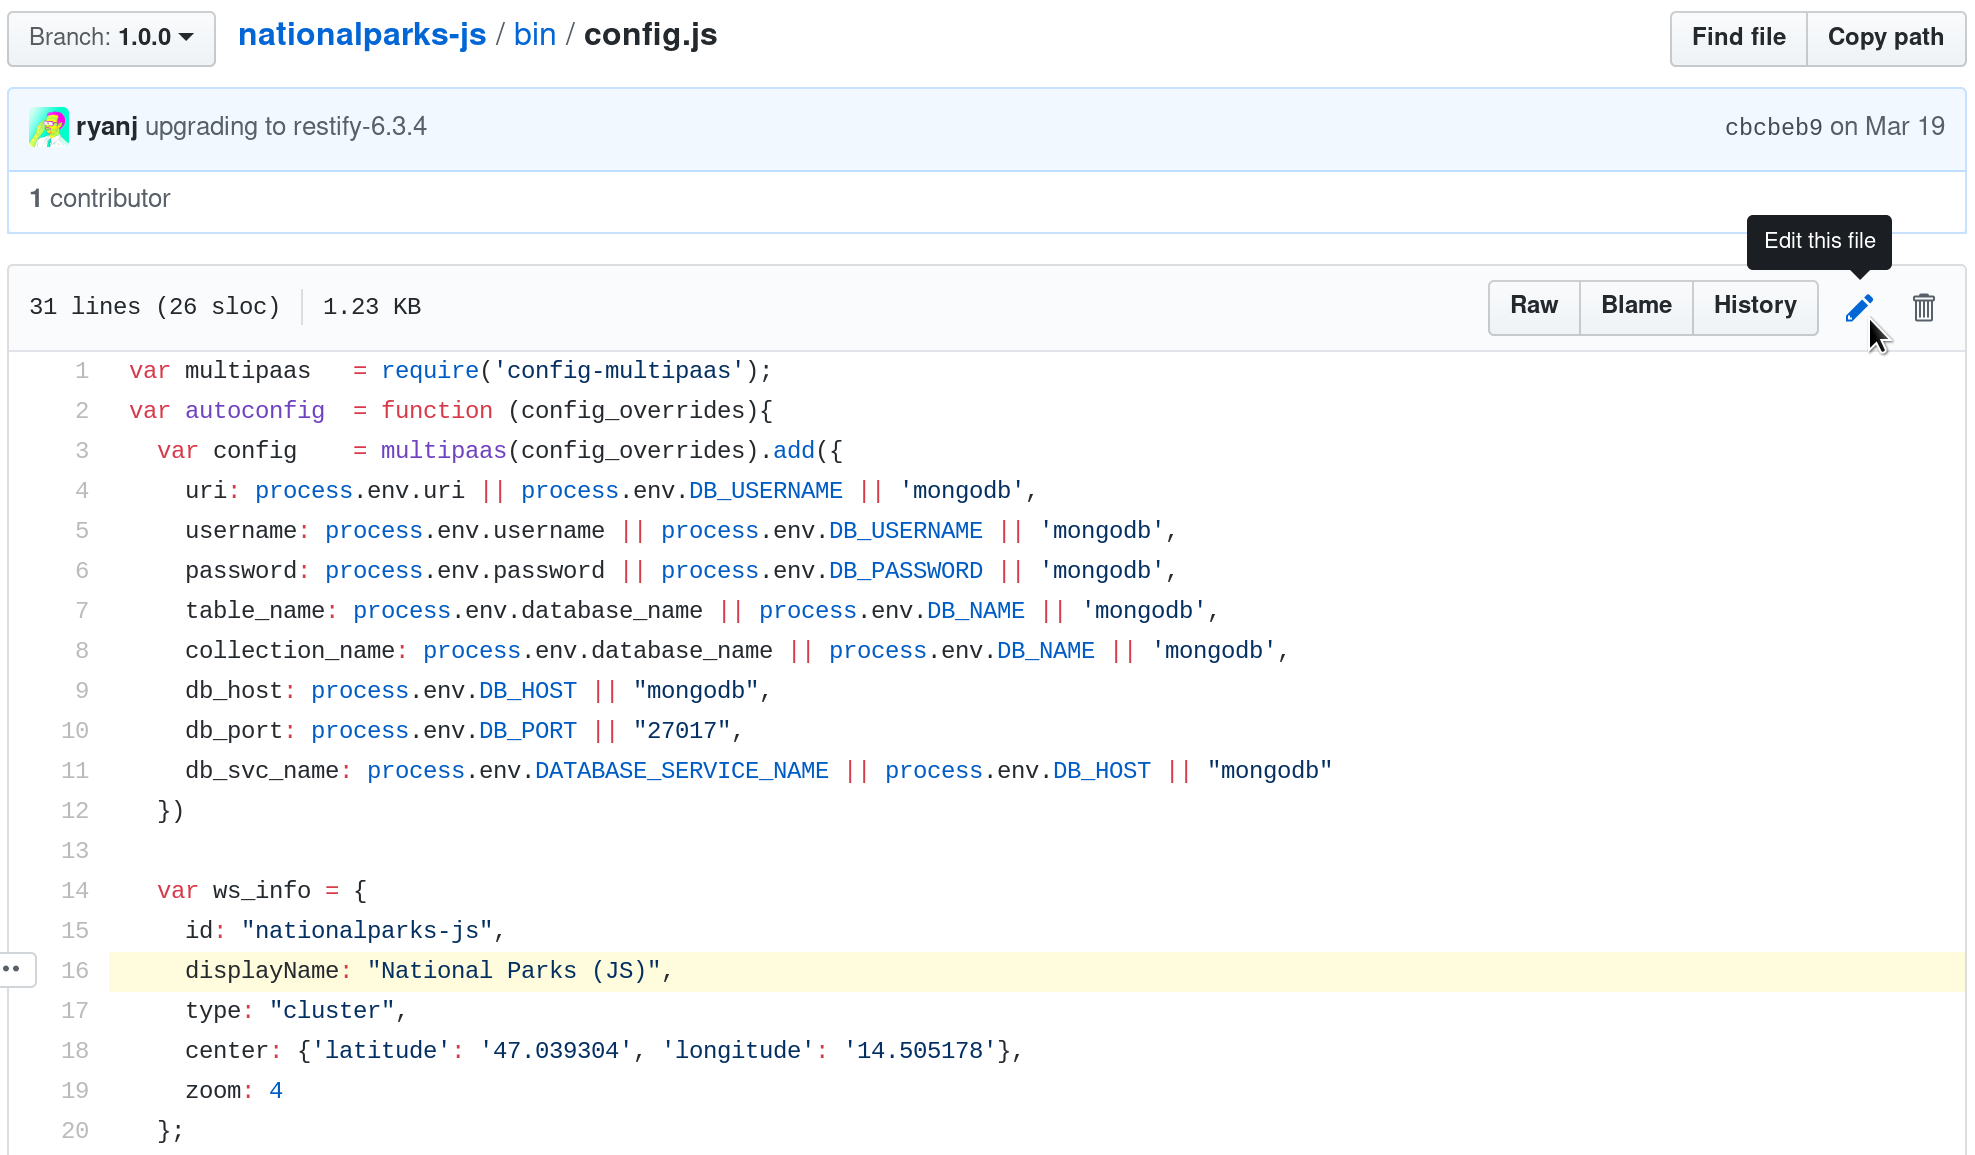 Branch: 1.0.0 nationalparks-js / bin / config.js Find file Copy path
ryanj upgrading to restify-6.3.4 cbcbeb9 on Mar 19
1 contributor
Edit this file
31 lines (26 sloc) 1.23 KB Raw Blame History
1 var multipaas   = require('config-multipaas');
2 var autoconfig  = function (config_overrides){
3   var config    = multipaas(config_overrides).add({
4     uri: process.env.uri || process.env.DB_USERNAME || 'mongodb',
5     username: process.env.username || process.env.DB_USERNAME || 'mongodb',
6     password: process.env.password || process.env.DB_PASSWORD || 'mongodb',
7     table_name: process.env.database_name || process.env.DB_NAME || 'mongodb',
8     collection_name: process.env.database_name || process.env.DB_NAME || 'mongodb',
9     db_host: process.env.DB_HOST || "mongodb",
10     db_port: process.env.DB_PORT || "27017",
11     db_svc_name: process.env.DATABASE_SERVICE_NAME || process.env.DB_HOST || "mongodb"
12   })
13
14   var ws_info = {
15     id: "nationalparks-js",
16     displayName: "National Parks (JS)",
17     type: "cluster",
18     center: {'latitude': '47.039304', 'longitude': '14.505178'},
19     zoom: 4
20   };